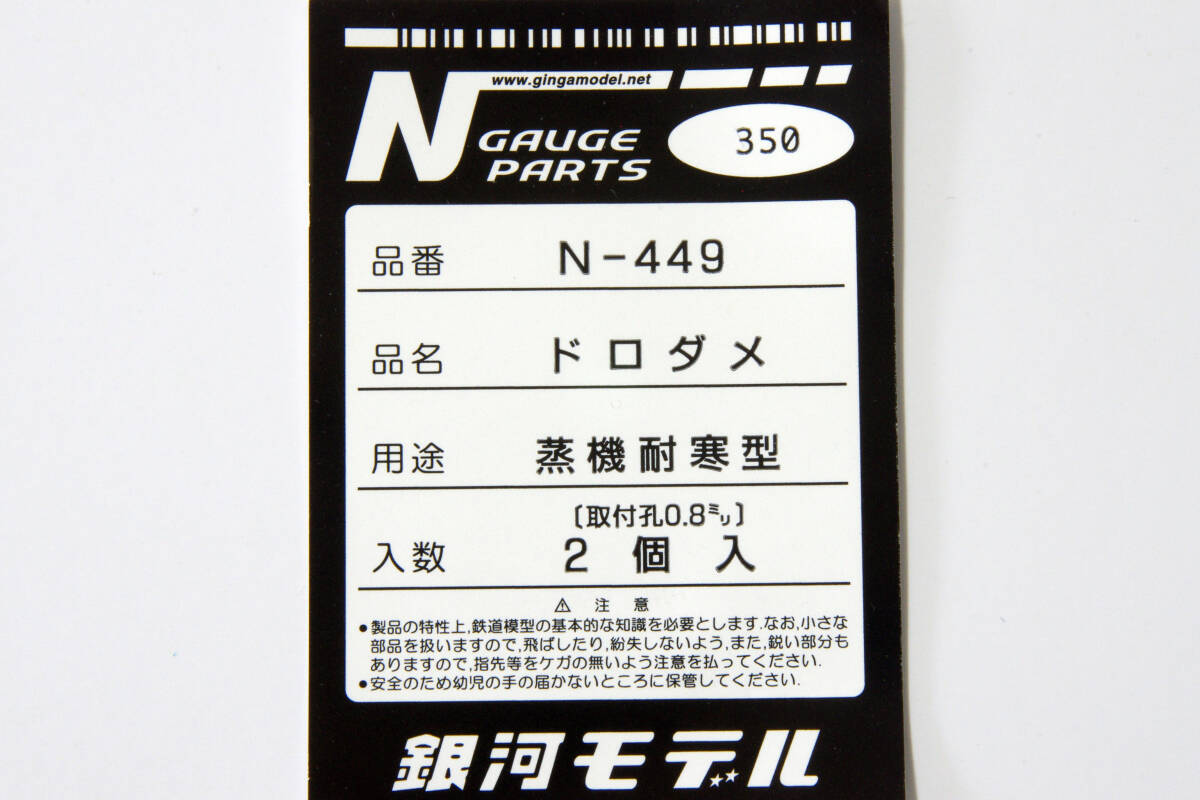 www.gingamodel.net
N GAUGE PARTS
350
品番 N-449
品名 ドロダメ
用途 蒸機耐寒型
〔取付孔0.8㍉〕
入数 2個入
⚠ 注意
●製品の特性上,鉄道模型の基本的な知識を必要とします.なお,小さな
部品を扱いますので,飛ばしたり,紛失しないよう,また,鋭い部分も
ありますので,指先等をケガの無いよう注意を払ってください.
●安全のため幼児の手の届かないところに保管してください.
銀河モデル